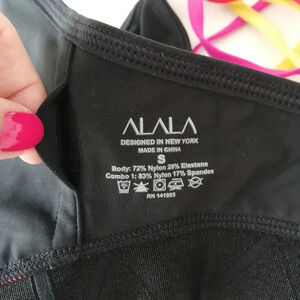 ALALA
DESIGNED IN NEW YORK
MADE IN CHINA
S
Body: 72% Nylon 28% Elastane
Combo 1: 83% Nylon 17% Spandex
RN 141995